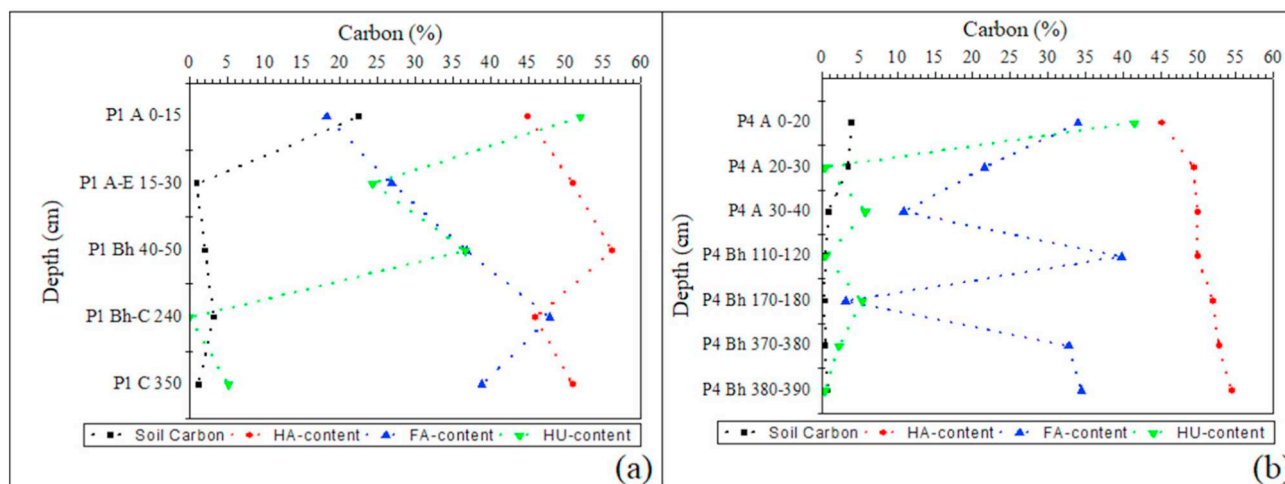 Carbon (%)
0 5 10 15 20 25 30 35 40 45 50 55 60
Depth (cm)
P1 A 0-15
P1 A-E 15-30
P1 Bh 40-50
P1 Bh-C 240
P1 C 350
Soil Carbon HA-content FA-content HU-content
(a)
Carbon (%)
0 5 10 15 20 25 30 35 40 45 50 55 60
Depth (cm)
P4 A 0-20
P4 A 20-30
P4 A 30-40
P4 Bh 110-120
P4 Bh 170-180
P4 Bh 370-380
P4 Bh 380-390
Soil Carbon HA-content FA-content HU-content
(b)